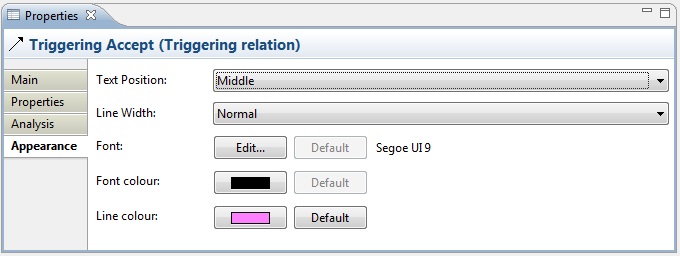 Properties
Triggering Accept (Triggering relation)
Main
Properties
Analysis
Appearance
Text Position: Middle
Line Width: Normal
Font: Edit... Default Segoe UI 9
Font colour: Default
Line colour: Default